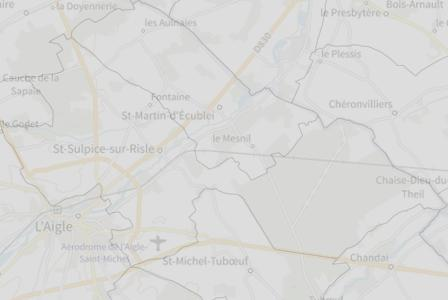 la Doyennerie
les Aulnaies
le Presbytère
Bois-Arnault
D830
le Plessis
Cauche de la
Sapaie
Fontaine
St-Martin-d'Écublei
Chéronvilliers
le Godet
le Mesnil
St-Sulpice-sur-Risle
Chaise-Dieu-du-
Theil
L'Aigle
Aérodrome de l'Aigle-
Saint-Michel
St-Michel-Tubœuf
Chandai